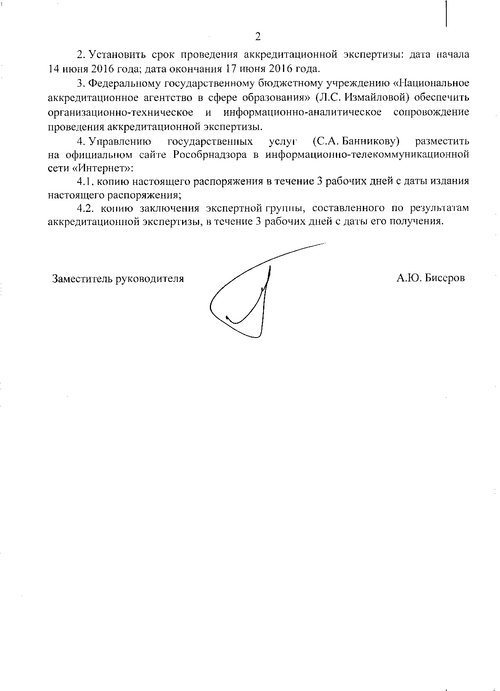 2
2. Установить срок проведения аккредитационной экспертизы: дата начала
14 июня 2016 года; дата окончания 17 июня 2016 года.
3. Федеральному государственному бюджетному учреждению «Национальное
аккредитационное агентство в сфере образования» (Л.С. Измайловой) обеспечить
организационно-техническое и информационно-аналитическое сопровождение
проведения аккредитационной экспертизы.
4. Управлению государственных услуг (С.А. Банникову) разместить
на официальном сайте Рособрнадзора в информационно-телекоммуникационной
сети «Интернет»:
4.1. копию настоящего распоряжения в течение 3 рабочих дней с даты издания
настоящего распоряжения;
4.2. копию заключения экспертной группы, составленного по результатам
аккредитационной экспертизы, в течение 3 рабочих дней с даты его получения.
Заместитель руководителя А.Ю. Бисеров